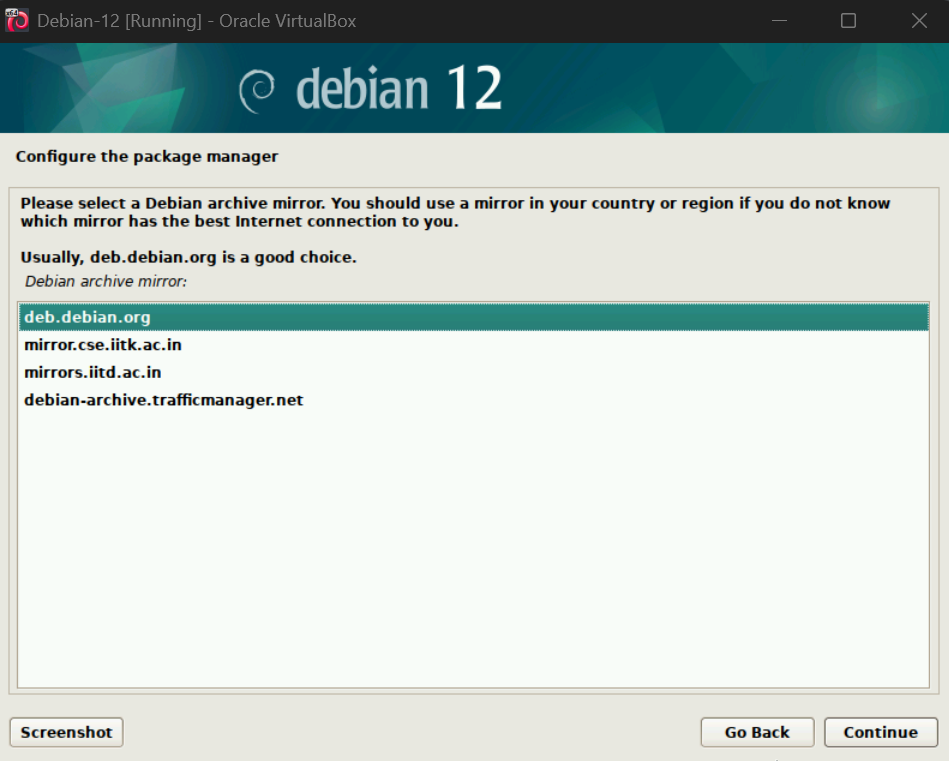 Debian-12 [Running] - Oracle VirtualBox
debian 12
Configure the package manager
Please select a Debian archive mirror. You should use a mirror in your country or region if you do not know
which mirror has the best Internet connection to you.
Usually, deb.debian.org is a good choice.
Debian archive mirror:
deb.debian.org
mirror.cse.iitk.ac.in
mirrors.iitd.ac.in
debian-archive.trafficmanager.net
Screenshot
Go Back
Continue